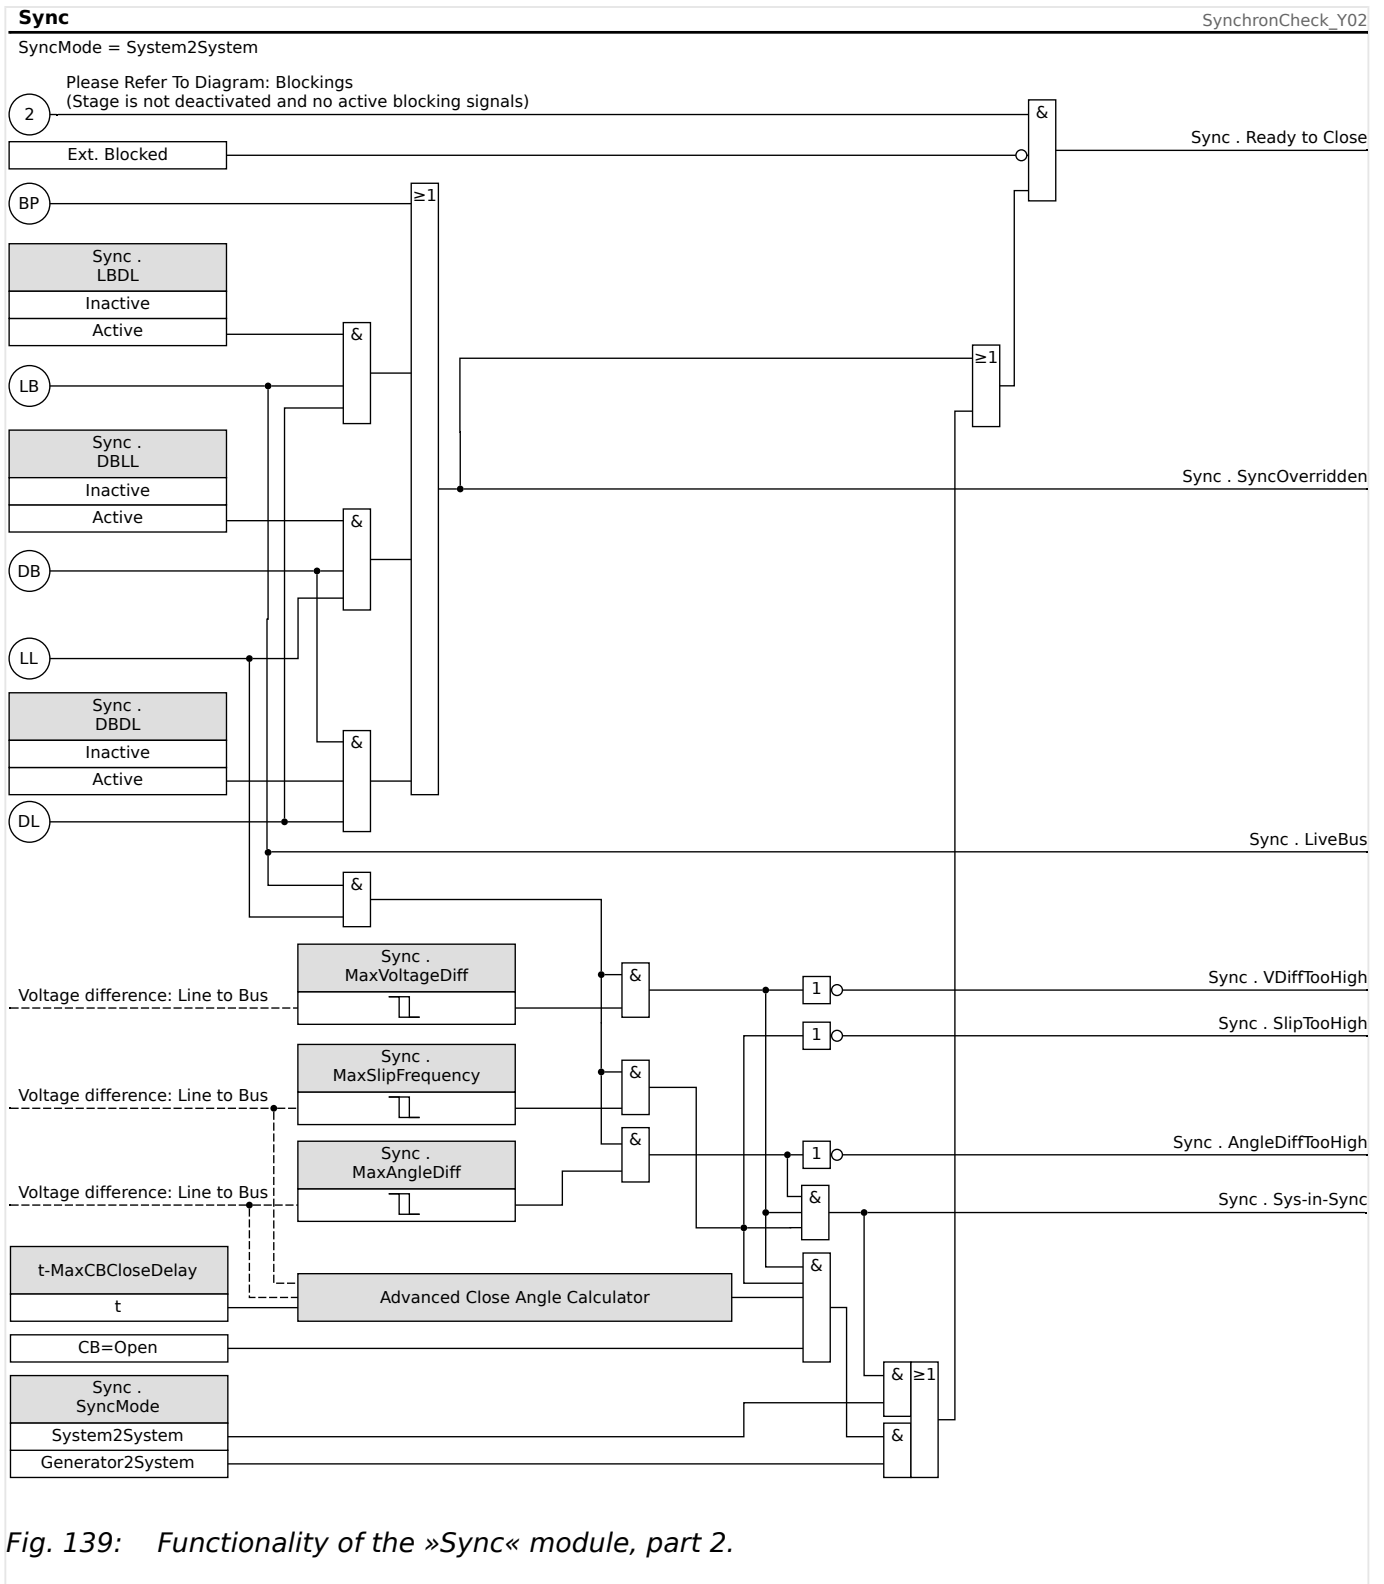 Sync
SynchronCheck_Y02
SyncMode = System2System
Please Refer To Diagram: Blockings
(Stage is not deactivated and no active blocking signals)
2
&
Ext. Blocked
Sync . Ready to Close
BP
≥1
Sync .
LBDL
Inactive
Active
&
LB
≥1
Sync .
DBLL
Inactive
Active
&
Sync . SyncOverridden
DB
LL
Sync .
DBDL
Inactive
Active
&
DL
Sync . LiveBus
&
Sync .
MaxVoltageDiff
Voltage difference: Line to Bus
&
1
Sync . VDiffTooHigh
1
Sync . SlipTooHigh
Sync .
MaxSlipFrequency
Voltage difference: Line to Bus
&
Sync .
MaxAngleDiff
Voltage difference: Line to Bus
&
1
Sync . AngleDiffTooHigh
&
Sync . Sys-in-Sync
t-MaxCBCloseDelay
t
Advanced Close Angle Calculator
&
CB=Open
Sync .
SyncMode
System2System
Generator2System
&
≥1
&
Fig. 139: Functionality of the »Sync« module, part 2.